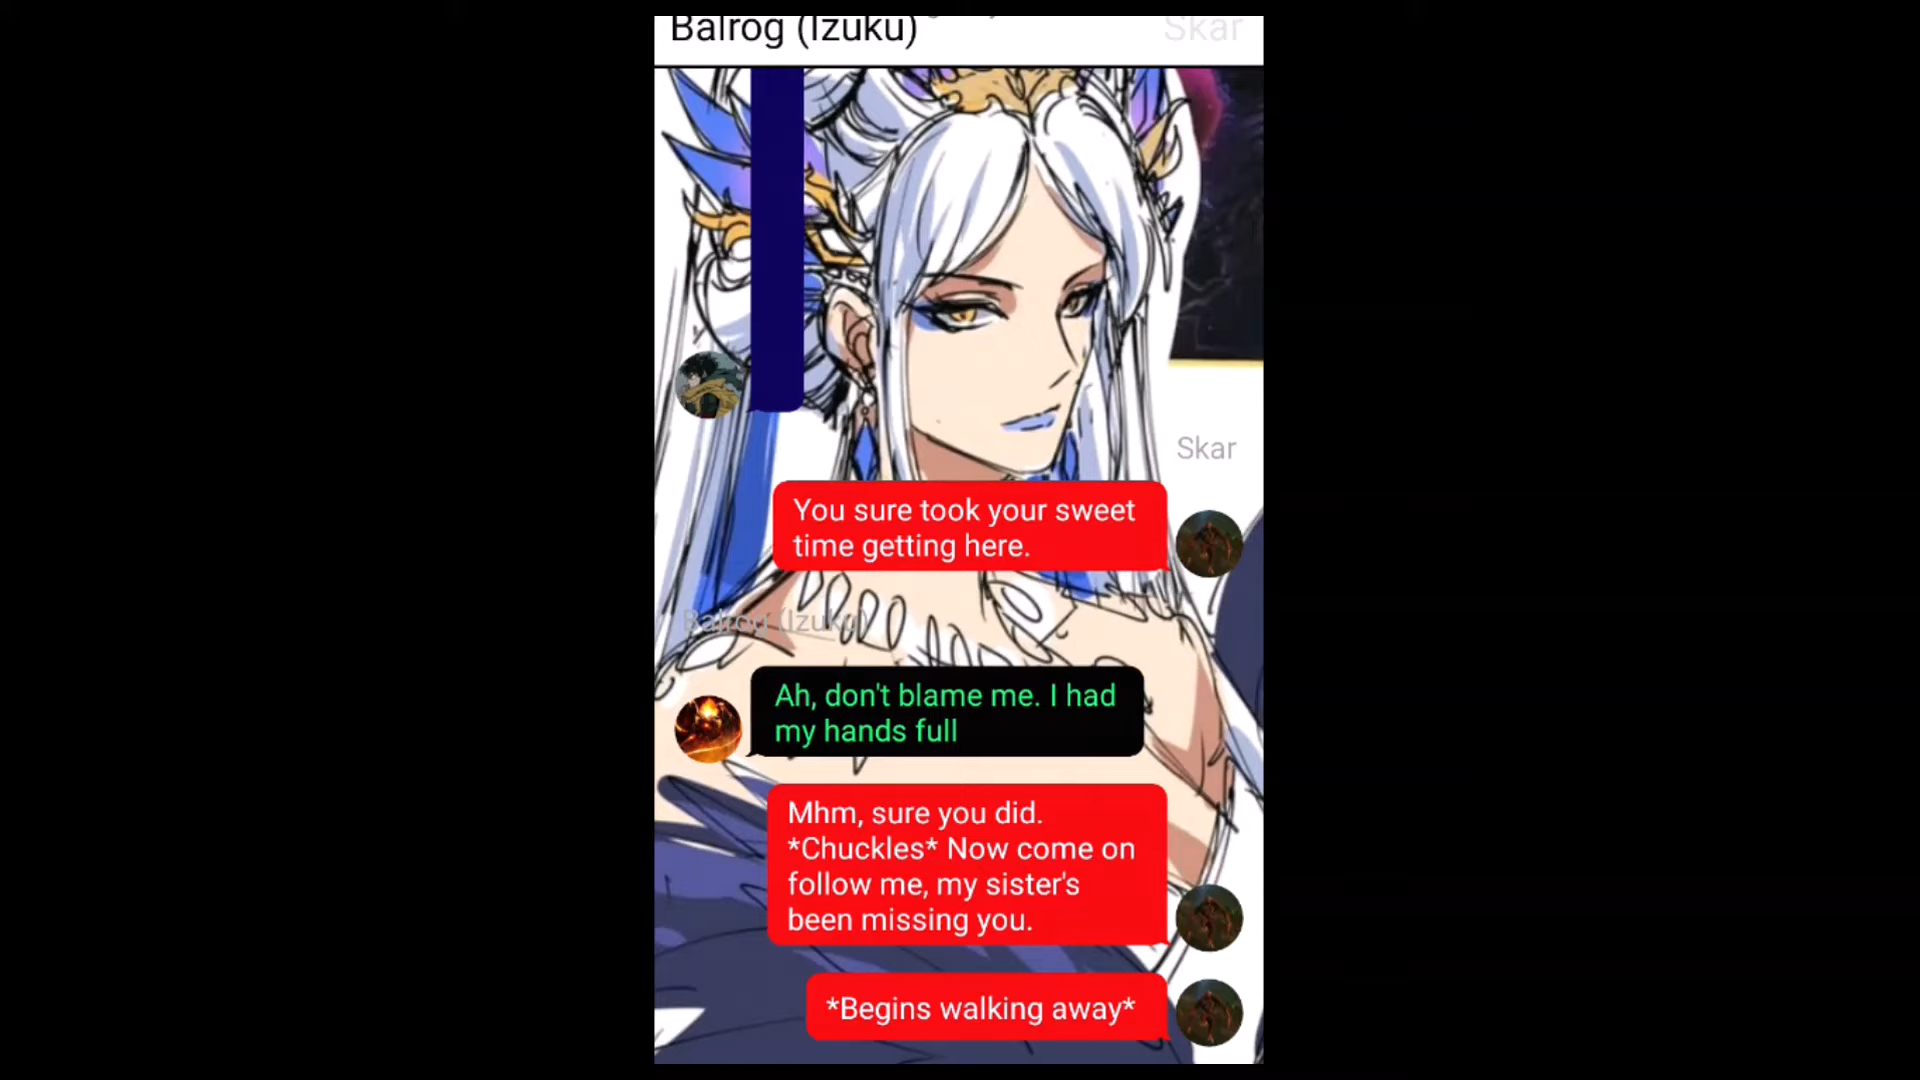 Balrog (Izuku)
Skar
Skar
You sure took your sweet
time getting here.
Balrog (Izuku)
Ah, don't blame me. I had
my hands full
Mhm, sure you did.
*Chuckles* Now come on
follow me, my sister's
been missing you.
*Begins walking away*